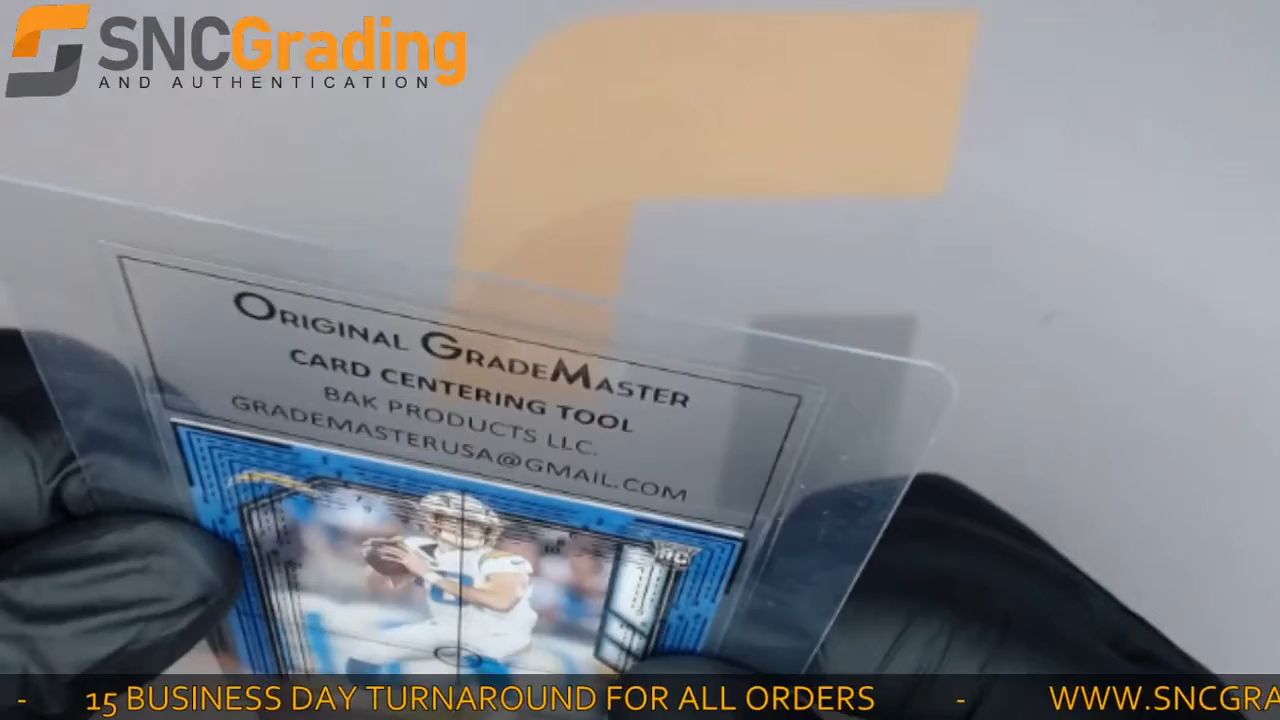 SNCGrading
AND AUTHENTICATION
ORIGINAL GRADEMASTER
CARD CENTERING TOOL
BAK PRODUCTS LLC.
GRADEMASTERUSA@GMAIL.COM
RC
- 15 BUSINESS DAY TURNAROUND FOR ALL ORDERS - WWW.SNCGRA